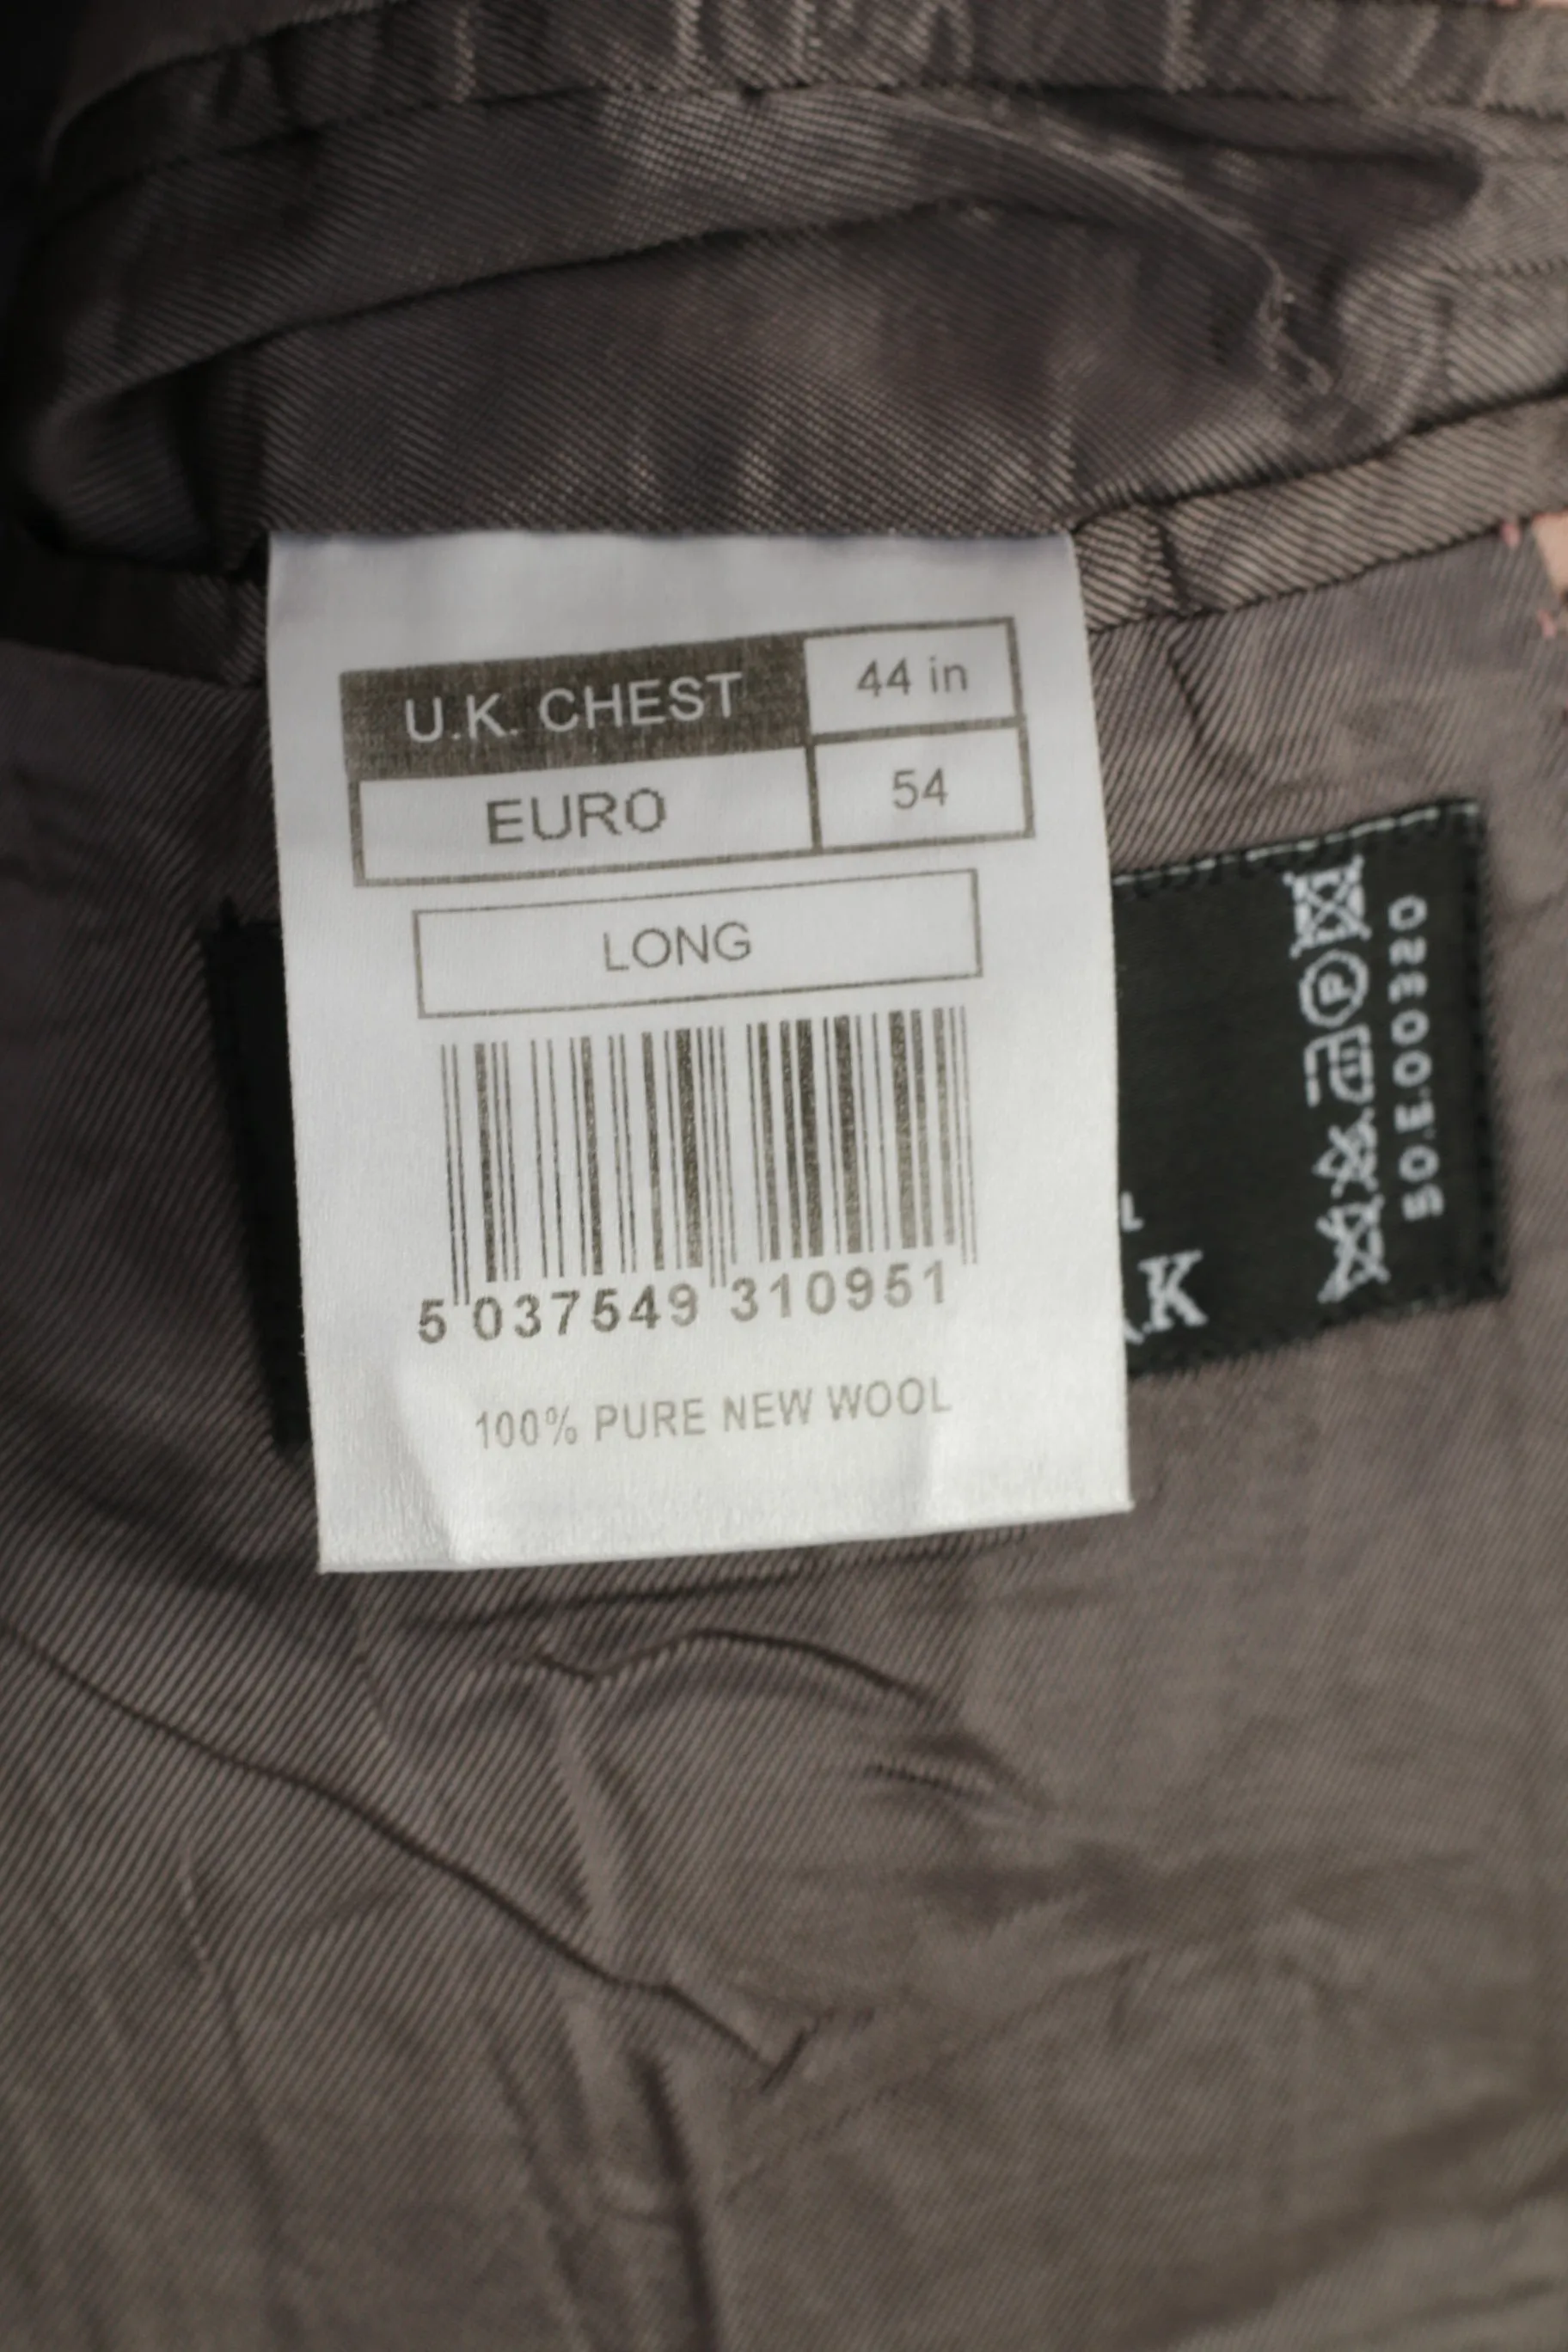 U.K. CHEST 44 in
EURO 54
LONG
5 037549 310951
100% PURE NEW WOOL
L
K
P
50.E.00320